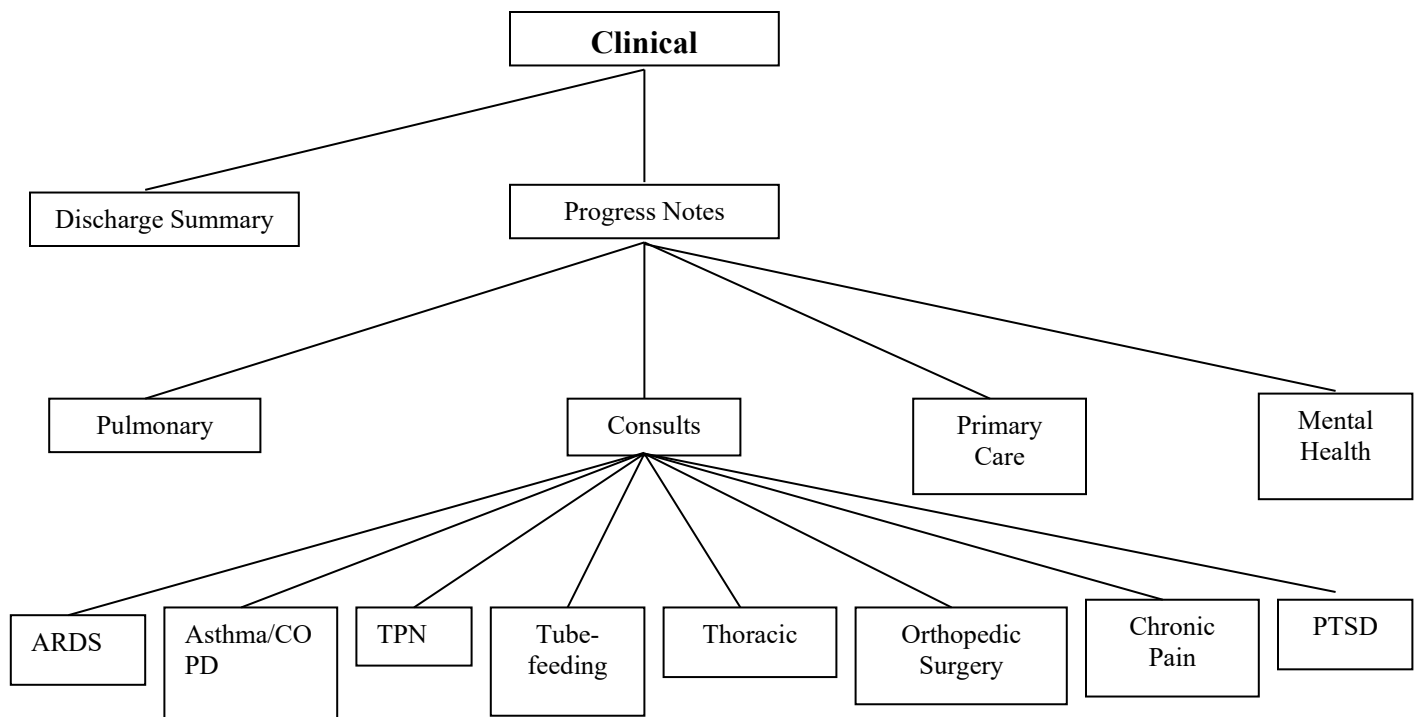 Clinical
Discharge Summary
Progress Notes
Pulmonary
Consults
Primary
Care
Mental
Health
ARDS
Asthma/CO
PD
TPN
Tube-
feeding
Thoracic
Orthopedic
Surgery
Chronic
Pain
PTSD